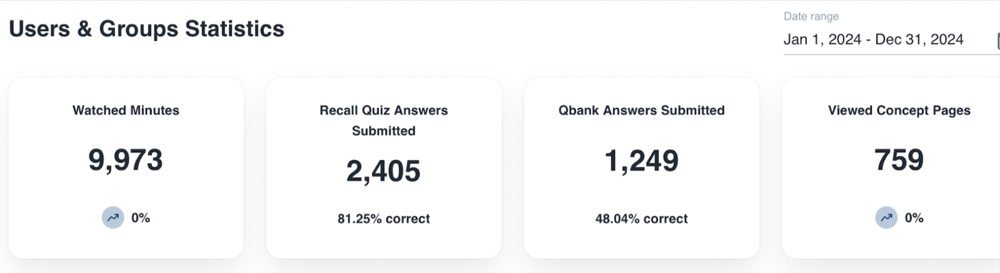 Users & Groups Statistics
Date range
Jan 1, 2024 - Dec 31, 2024
Watched Minutes
9,973
0%
Recall Quiz Answers
Submitted
2,405
81.25% correct
Qbank Answers Submitted
1,249
48.04% correct
Viewed Concept Pages
759
0%